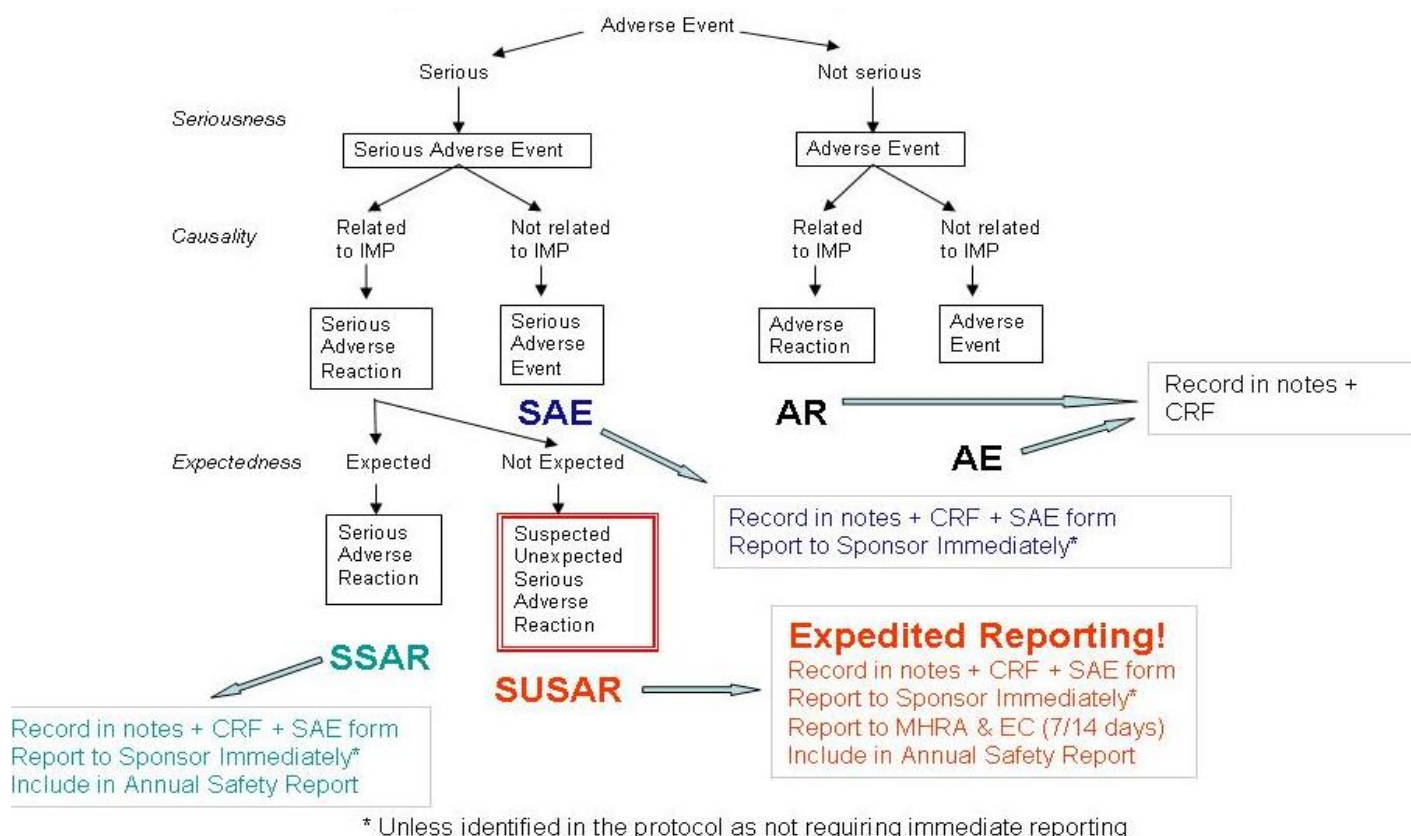 Adverse Event
Serious
Not serious
Seriousness
Serious Adverse Event
Adverse Event
Causality
Related
to IMP
Not related
to IMP
Related
to IMP
Not related
to IMP
Serious
Adverse
Reaction
Serious
Adverse
Event
Adverse
Reaction
Adverse
Event
SAE
AR
AE
Record in notes +
CRF
Expectedness
Expected
Not Expected
Record in notes + CRF + SAE form
Report to Sponsor Immediately*
Serious
Adverse
Reaction
Suspected
Unexpected
Serious
Adverse
Reaction
SSAR
SUSAR
Expedited Reporting!
Record in notes + CRF + SAE form
Report to Sponsor Immediately*
Report to MHRA & EC (7/14 days)
Include in Annual Safety Report
Record in notes + CRF + SAE form
Report to Sponsor Immediately*
Include in Annual Safety Report
* Unless identified in the protocol as not requiring immediate reporting